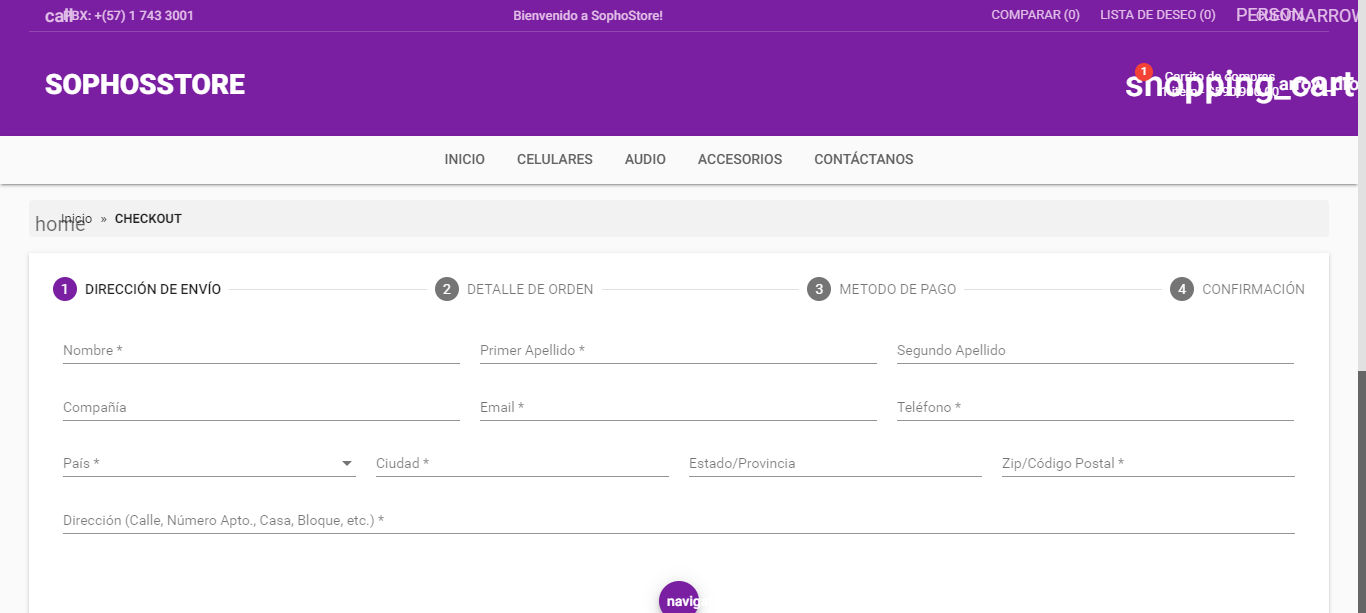 call PBX: +(57) 1 743 3001 Bienvenido a SophoStore! COMPARAR (0) LISTA DE DESEO (0) PERSON CUENTA ARROW
SOPHOSSTORE
1
shopping_cart Carrito de compras
INICIO CELULARES AUDIO ACCESORIOS CONTÁCTANOS
home Inicio » CHECKOUT
1 DIRECCIÓN DE ENVÍO 2 DETALLE DE ORDEN 3 METODO DE PAGO 4 CONFIRMACIÓN
Nombre * Primer Apellido * Segundo Apellido
Compañía Email * Teléfono *
País * Ciudad * Estado/Provincia Zip/Código Postal *
Dirección (Calle, Número Apto., Casa, Bloque, etc.) *
navig